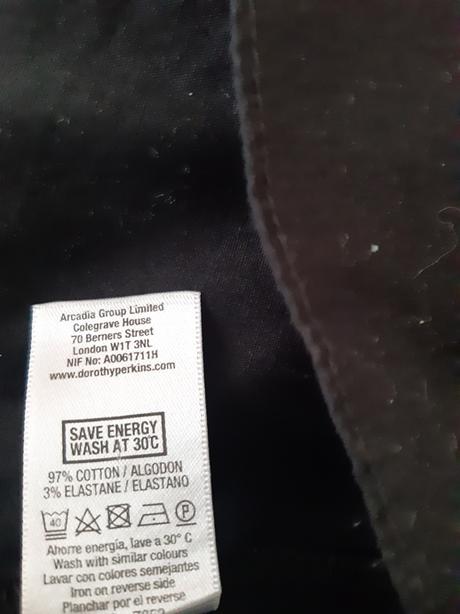 Arcadia Group Limited
Colegrave House
70 Berners Street
London W1T 3NL
NIF No: A0061711H
www.dorothyperkins.com
SAVE ENERGY
WASH AT 30°C
97% COTTON / ALGODON
3% ELASTANE / ELASTANO
40 P
Ahorre energía, lave a 30° C
Wash with similar colours
Lavar con colores semejantes
Iron on reverse side
Planchar por el reverse